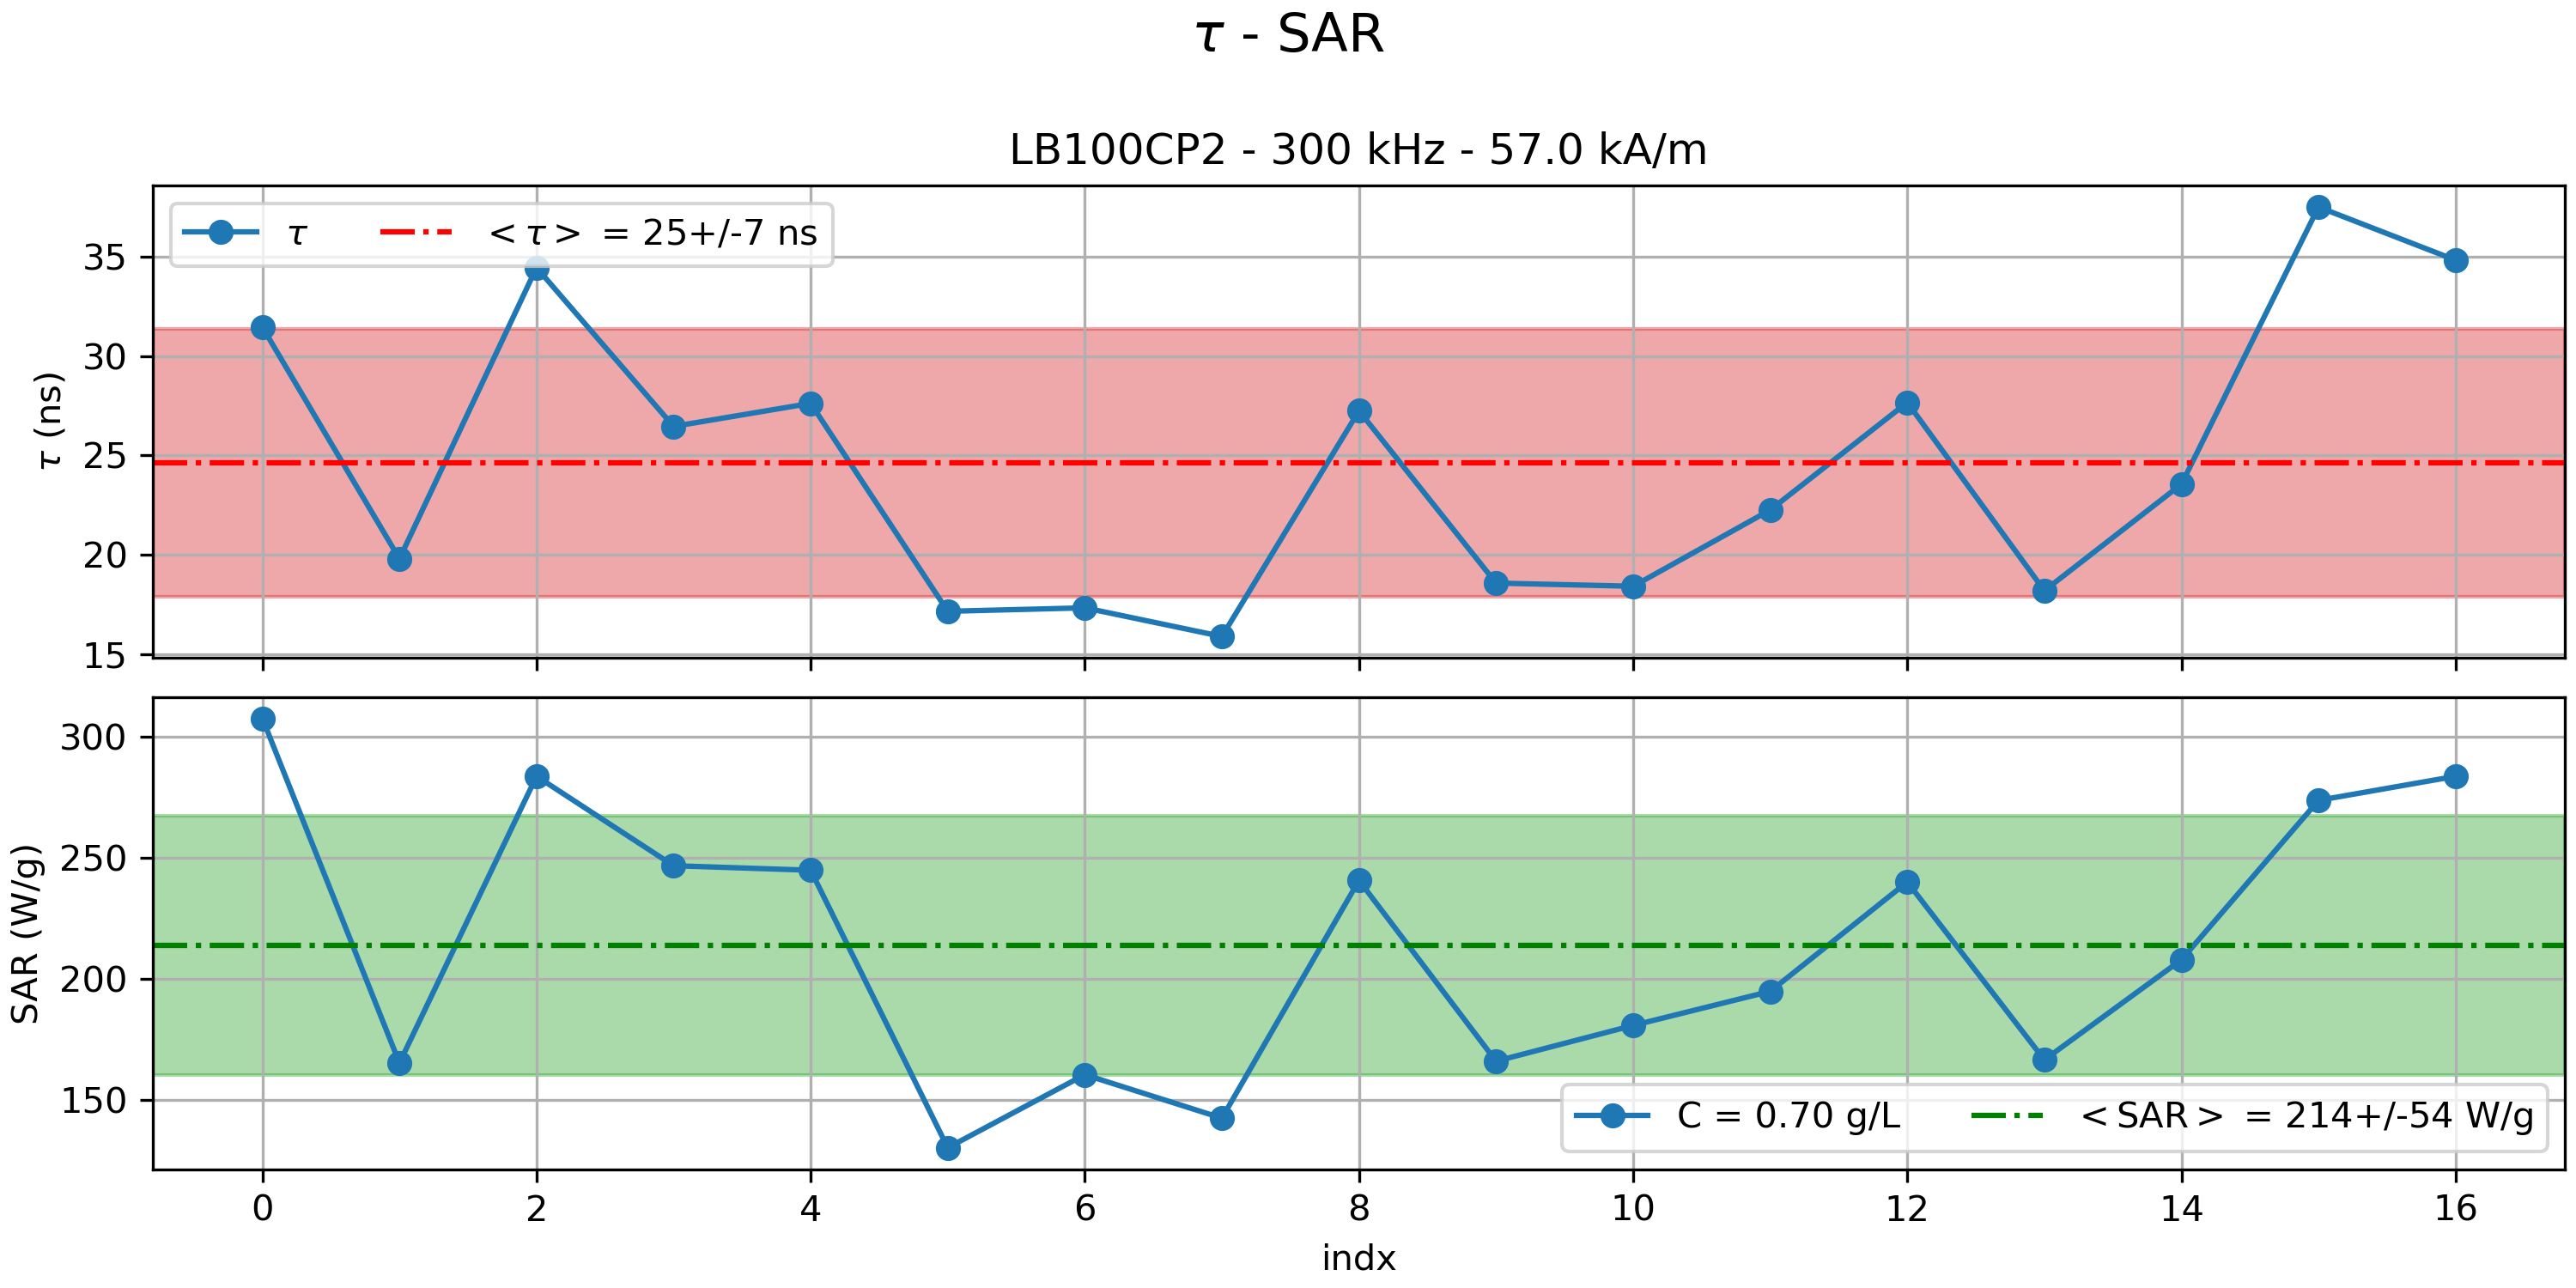 τ - SAR
LB100CP2 - 300 kHz - 57.0 kA/m
τ
<τ> = 25+/-7 ns
35
30
25
20
15
τ (ns)
300
250
200
150
SAR (W/g)
C = 0.70 g/L
<SAR> = 214+/-54 W/g
0 2 4 6 8 10 12 14 16
indx